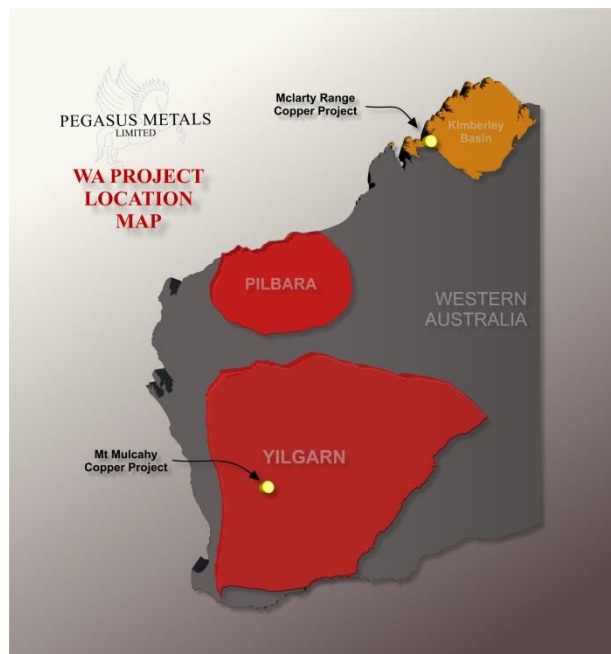 PEGASUS METALS
LIMITED
WA PROJECT
LOCATION
MAP
Mclarty Range
Copper Project
Kimberley
Basin
PILBARA
WESTERN
AUSTRALIA
YILGARN
Mt Mulcahy
Copper Project